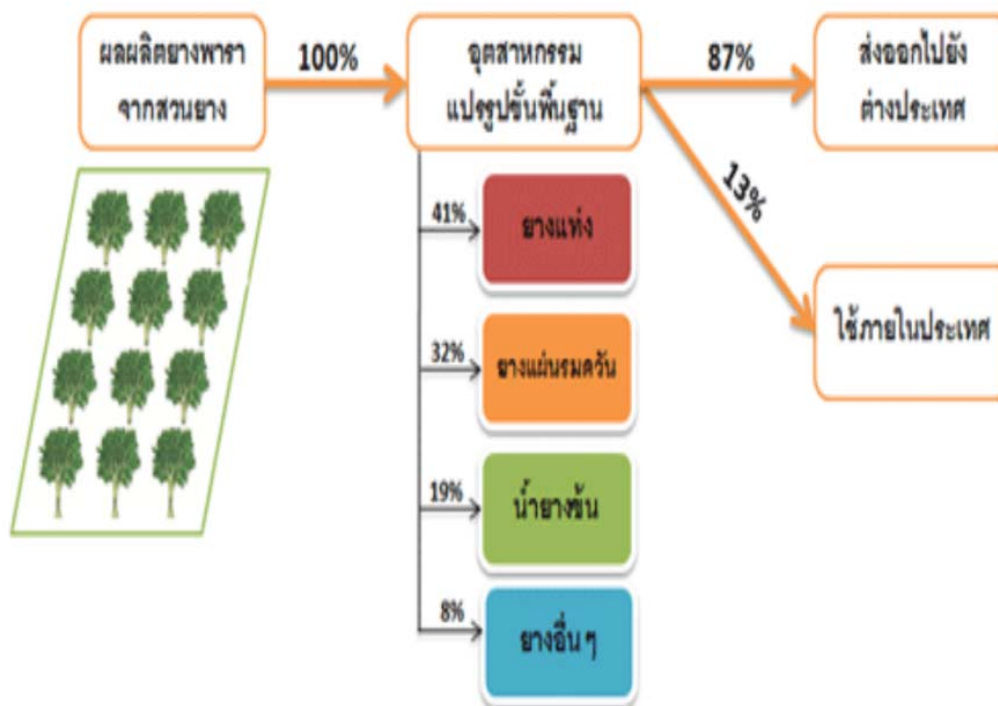 ผลผลิตยางพารา
จากสวนยาง
100%
อุตสาหกรรม
แปรรูปขั้นพื้นฐาน
87%
ส่งออกไปยัง
ต่างประเทศ
13%
ใช้ภายในประเทศ
41%
ยางแท่ง
32%
ยางแผ่นรมควัน
19%
น้ำยางข้น
8%
ยางอื่น ๆ